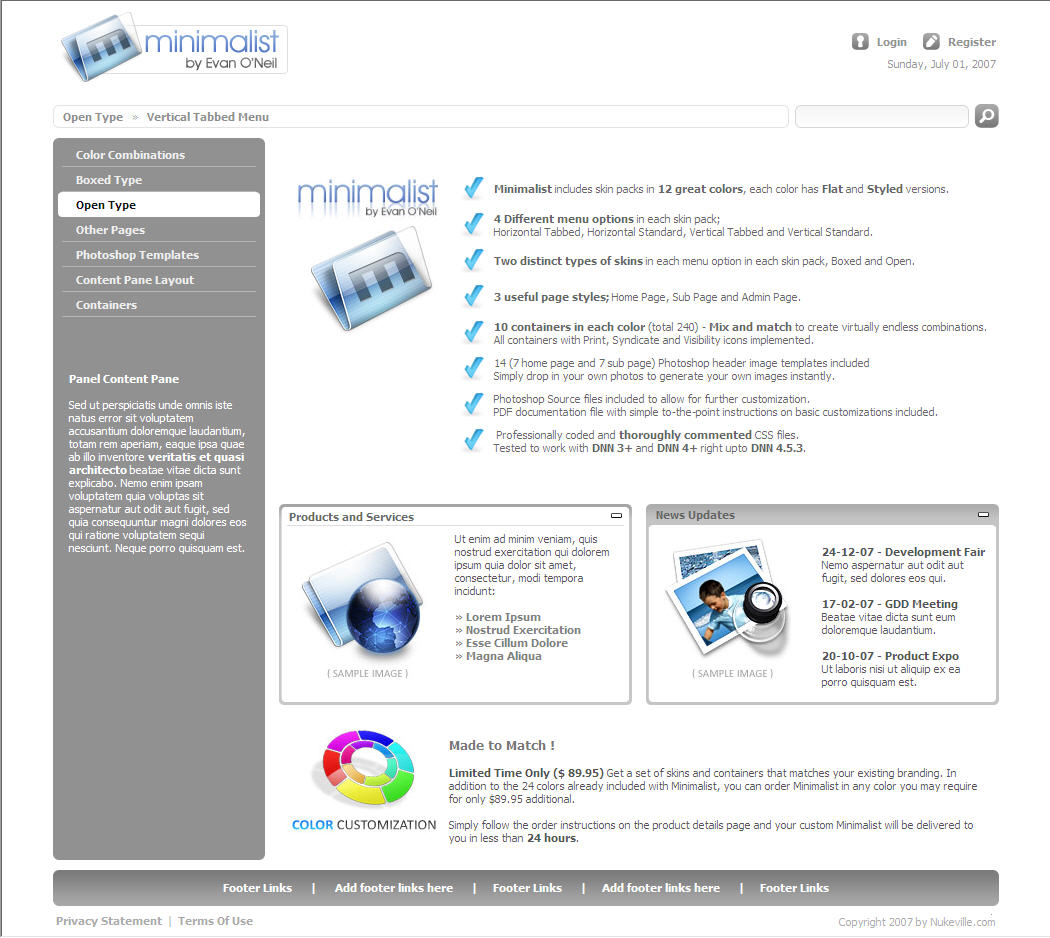 minimalist
by Evan O'Neil
Login
Register
Sunday, July 01, 2007
Open Type » Vertical Tabbed Menu
Color Combinations
Boxed Type
Open Type
Other Pages
Photoshop Templates
Content Pane Layout
Containers
Panel Content Pane
Sed ut perspiciatis unde omnis iste
natus error sit voluptatem
accusantium doloremque laudantium,
totam rem aperiam, eaque ipsa quae
ab illo inventore veritatis et quasi
architecto beatae vitae dicta sunt
explicabo. Nemo enim ipsam
voluptatem quia voluptas sit
aspernatur aut odit aut fugit, sed
quia consequuntur magni dolores eos
qui ratione voluptatem sequi
nesciunt. Neque porro quisquam est.
minimalist
by Evan O'Neil
Minimalist includes skin packs in 12 great colors, each color has Flat and Styled versions.
4 Different menu options in each skin pack;
Horizontal Tabbed, Horizontal Standard, Vertical Tabbed and Vertical Standard.
Two distinct types of skins in each menu option in each skin pack, Boxed and Open.
3 useful page styles; Home Page, Sub Page and Admin Page.
10 containers in each color (total 240) - Mix and match to create virtually endless combinations.
All containers with Print, Syndicate and Visibility icons implemented.
14 (7 home page and 7 sub page) Photoshop header image templates included
Simply drop in your own photos to generate your own images instantly.
Photoshop Source files included to allow for further customization.
PDF documentation file with simple to-the-point instructions on basic customizations included.
Professionally coded and thoroughly commented CSS files.
Tested to work with DNN 3+ and DNN 4+ right upto DNN 4.5.3.
Products and Services
Ut enim ad minim veniam, quis
nostrud exercitation qui dolorem
ipsum quia dolor sit amet,
consectetur, modi tempora
incidunt:
» Lorem Ipsum
» Nostrud Exercitation
» Esse Cillum Dolore
» Magna Aliqua
( SAMPLE IMAGE )
News Updates
24-12-07 - Development Fair
Nemo aspernatur aut odit aut
fugit, sed dolores eos qui.
17-02-07 - GDD Meeting
Beatae vitae dicta sunt eum
doloremque laudantium.
20-10-07 - Product Expo
Ut laboris nisi ut aliquip ex ea
porro quisquam est.
( SAMPLE IMAGE )
COLOR CUSTOMIZATION
Made to Match !
Limited Time Only ($ 89.95) Get a set of skins and containers that matches your existing branding. In
addition to the 24 colors already included with Minimalist, you can order Minimalist in any color you may require
for only $89.95 additional.
Simply follow the order instructions on the product details page and your custom Minimalist will be delivered to
you in less than 24 hours.
Footer Links | Add footer links here | Footer Links | Add footer links here | Footer Links
Privacy Statement | Terms Of Use
Copyright 2007 by Nukeville.com